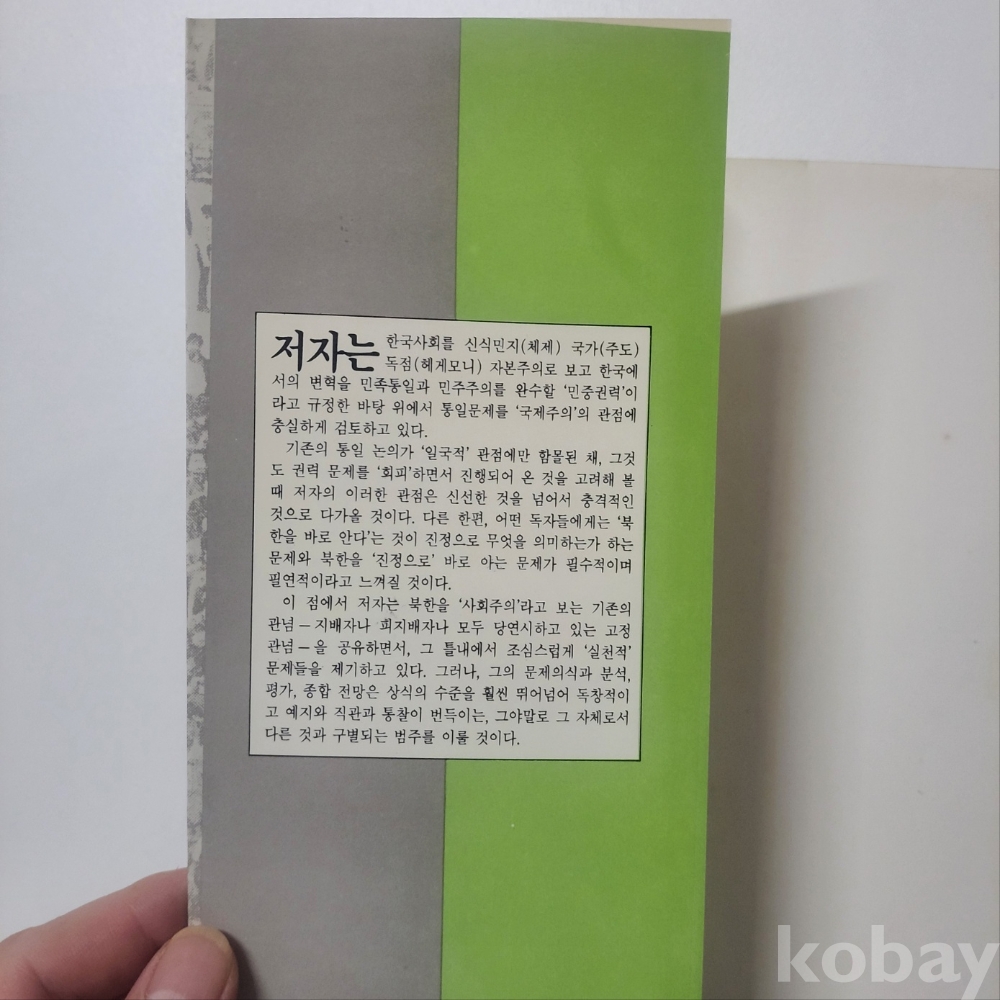 저자는 한국사회를 신식민지(체제) 국가(주도)
독점(헤게모니) 자본주의로 보고 한국에
서의 변혁을 민족통일과 민주주의를 완수할 ‘민중권력’이
라고 규정한 바탕 위에서 통일문제를 ‘국제주의’의 관점에
충실하게 검토하고 있다.
기존의 통일 논의가 ‘일국적’ 관점에만 함몰된 채, 그것
도 권력 문제를 ‘회피’하면서 진행되어 온 것을 고려해 볼
때 저자의 이러한 관점은 신선한 것을 넘어서 충격적인
것으로 다가올 것이다. 다른 한편, 어떤 독자들에게는 ‘북
한을 바로 안다’는 것이 진정으로 무엇을 의미하는가 하는
문제와 북한을 ‘진정으로’ 바로 아는 문제가 필수적이며
필연적이라고 느껴질 것이다.
이 점에서 저자는 북한을 ‘사회주의’라고 보는 기존의
관념—지배자나 피지배자나 모두 당연시하고 있는 고정
관념—을 공유하면서, 그 틀내에서 조심스럽게 ‘실천적’
문제들을 제기하고 있다. 그러나, 그의 문제의식과 분석,
평가, 종합 전망은 상식의 수준을 훨씬 뛰어넘어 독창적이
고 예지와 직관과 통찰이 번득이는, 그야말로 그 자체로서
다른 것과 구별되는 범주를 이룰 것이다.
kobay